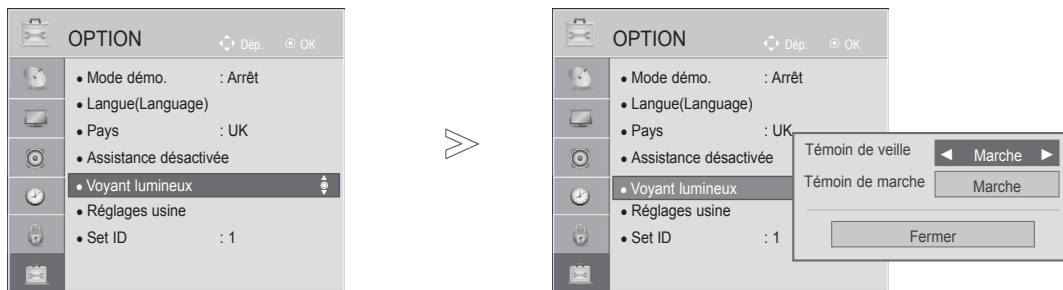 OPTION
Dép. OK
• Mode démo. : Arrêt
• Langue(Language)
• Pays : UK
• Assistance désactivée
• Voyant lumineux
• Réglages usine
• Set ID : 1
OPTION
Dép. OK
• Mode démo. : Arrêt
• Langue(Language)
• Pays : UK
• Assistance désactivée
• Voyant lumineux
• Réglages usine
• Set ID : 1
Témoin de veille ◄ Marche ►
Témoin de marche Marche
Fermer